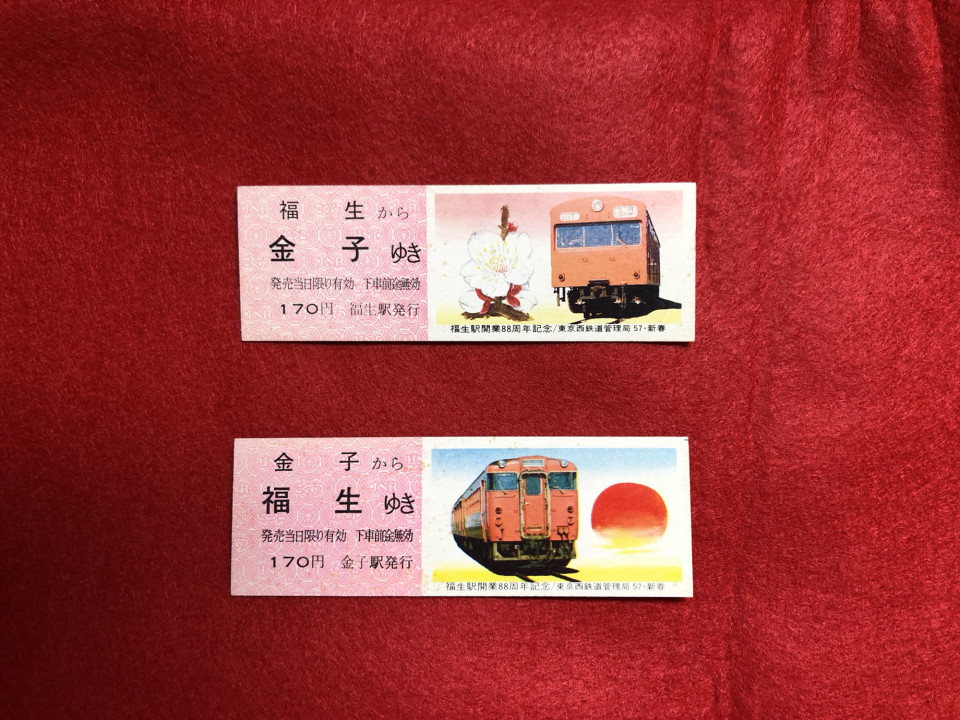 福生から
金子ゆき
発売当日限り有効 下車前途無効
170円 福生駅発行
福生駅開業88周年記念/東京西鉄道管理局 57・新春
金子から
福生ゆき
発売当日限り有効 下車前途無効
170円 金子駅発行
福生駅開業88周年記念/東京西鉄道管理局 57・新春